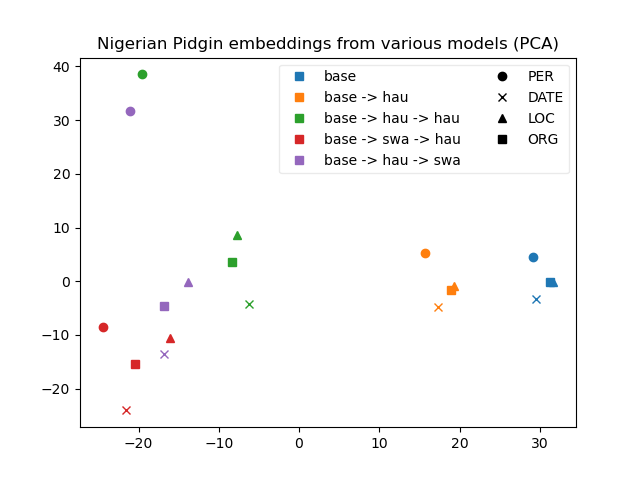 Nigerian Pidgin embeddings from various models (PCA)
40
30
20
10
0
−10
−20
base
base -> hau
base -> hau -> hau
base -> swa -> hau
base -> hau -> swa
PER
DATE
LOC
ORG
−20 −10 0 10 20 30